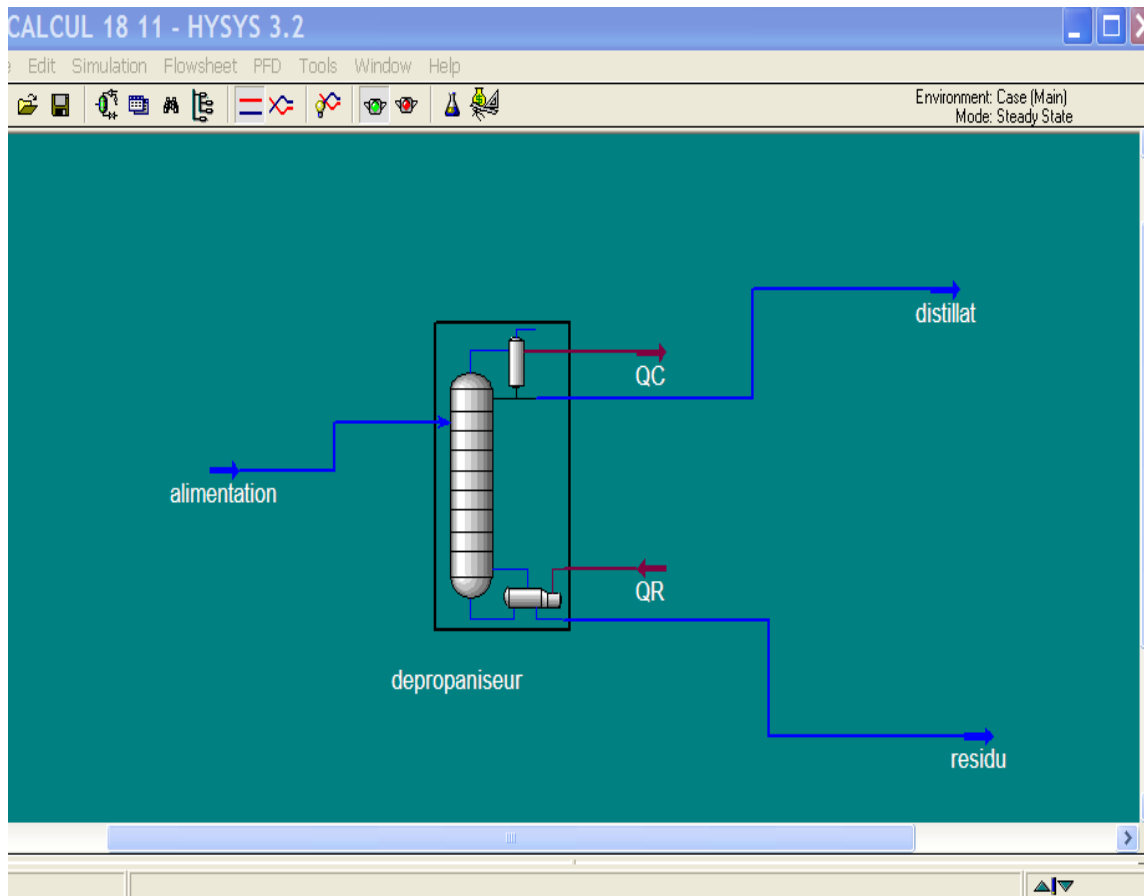 CALCUL 18 11 - HYSYS 3.2
Edit Simulation Flowsheet PFD Tools Window Help
Environment: Case (Main)
Mode: Steady State
distillat
QC
alimentation
QR
depropaniseur
residu